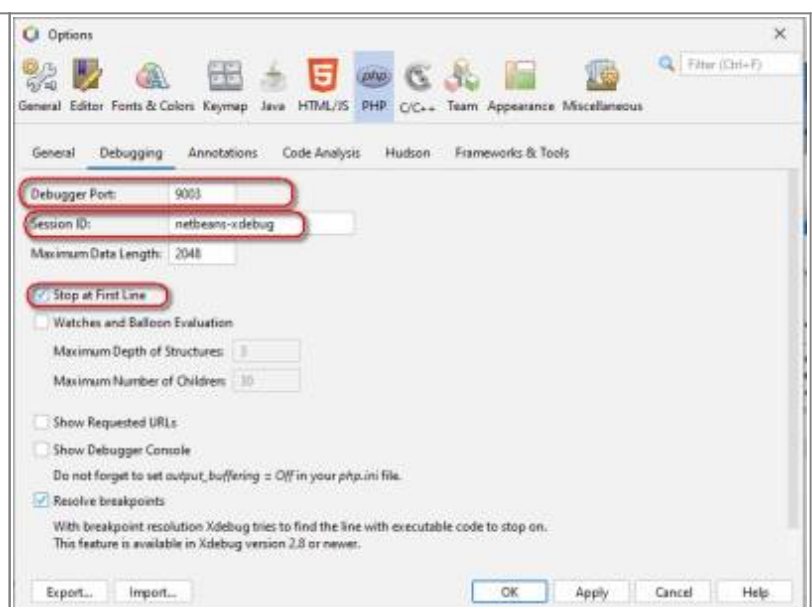 Options
Filter (Ctrl+F)
General Editor Fonts & Colors Keymap Java HTML/JS PHP C/C++ Team Appearance Miscellaneous
General Debugging Annotations Code Analysis Hudson Frameworks & Tools
Debugger Port: 9003
Session ID: netbeans-xdebug
Maximum Data Length: 2048
Stop at First Line
Watches and Balloon Evaluation
Maximum Depth of Structures: 3
Maximum Number of Children: 30
Show Requested URLs
Show Debugger Console
Do not forget to set output_buffering = Off in your php.ini file.
Resolve breakpoints
With breakpoint resolution Xdebug tries to find the line with executable code to stop on.
This feature is available in Xdebug version 2.8 or newer.
Export... Import... OK Apply Cancel Help